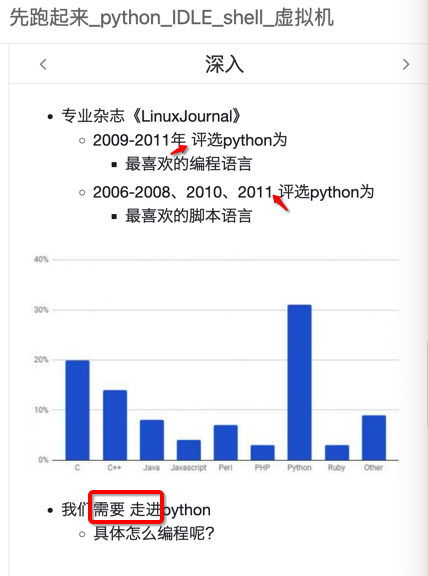 先跑起来_python_IDLE_shell_虚拟机
深入
专业杂志《LinuxJournal》
2009-2011年 评选python为
最喜欢的编程语言
2006-2008、2010、2011 评选python为
最喜欢的脚本语言
40%
30%
20%
10%
0%
C C++ Java Javascript Perl PHP Python Ruby Other
我们需要 走进python
具体怎么编程呢？